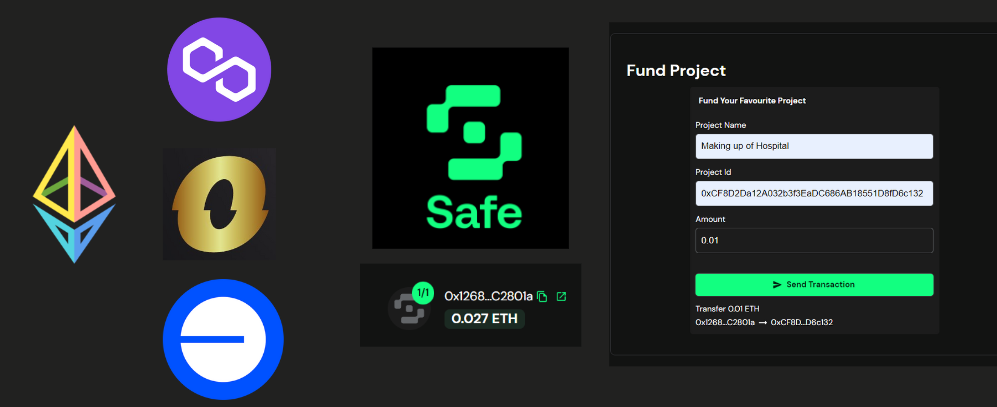 Safe
1/1
0x1268...C2801a
0.027 ETH
Fund Project
Fund Your Favourite Project
Project Name
Making up of Hospital
Project Id
0xCF8D2Da12A032b3f3EaDC686AB18551D8fD6c132
Amount
0.01
Send Transaction
Transfer 0.01 ETH
0x1268...C2801a → 0xCF8D...D6c132